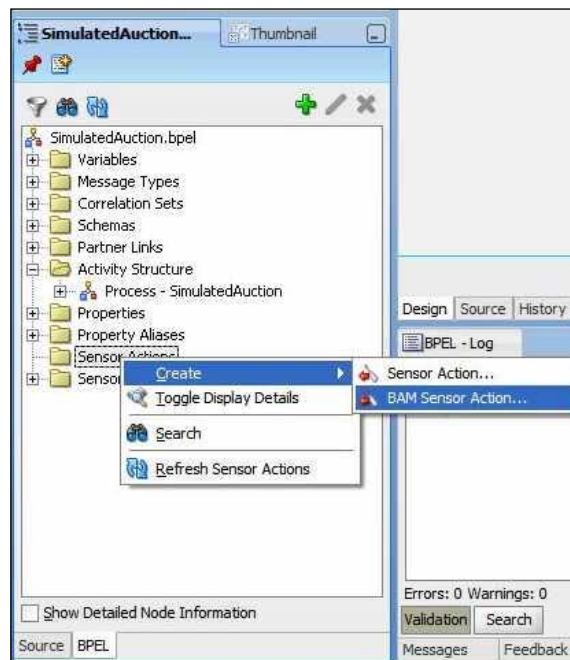 SimulatedAuction...
Thumbnail
SimulatedAuction.bpel
Variables
Message Types
Correlation Sets
Schemas
Partner Links
Activity Structure
Process - SimulatedAuction
Properties
Property Aliases
Sensor Actions
Sensor
Create
Toggle Display Details
Search
Refresh Sensor Actions
Sensor Action...
BAM Sensor Action...
Show Detailed Node Information
Source BPEL
Design Source History
BPEL - Log
Errors: 0 Warnings: 0
Validation Search
Messages Feedback